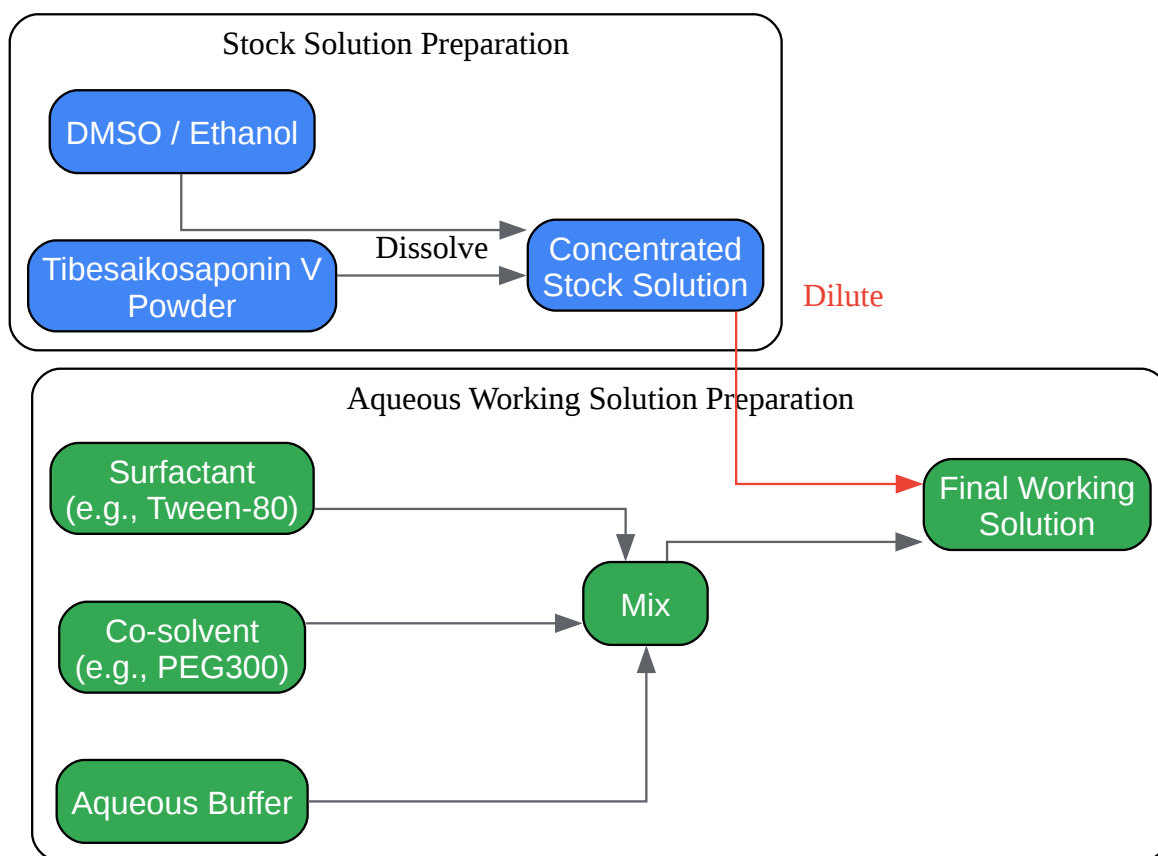 Stock Solution Preparation
DMSO / Ethanol
Tibesaikosaponin V
Powder
Dissolve
Concentrated
Stock Solution
Dilute
Aqueous Working Solution Preparation
Surfactant
(e.g., Tween-80)
Co-solvent
(e.g., PEG300)
Aqueous Buffer
Mix
Final Working
Solution